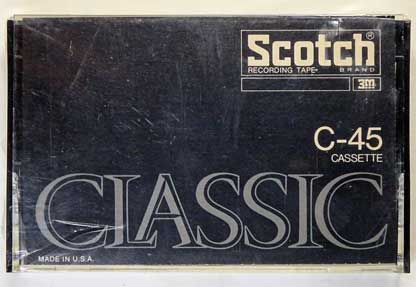 Scotch®
RECORDING TAPE BRAND
3M
C-45
CASSETTE
CLASSIC
MADE IN U.S.A.